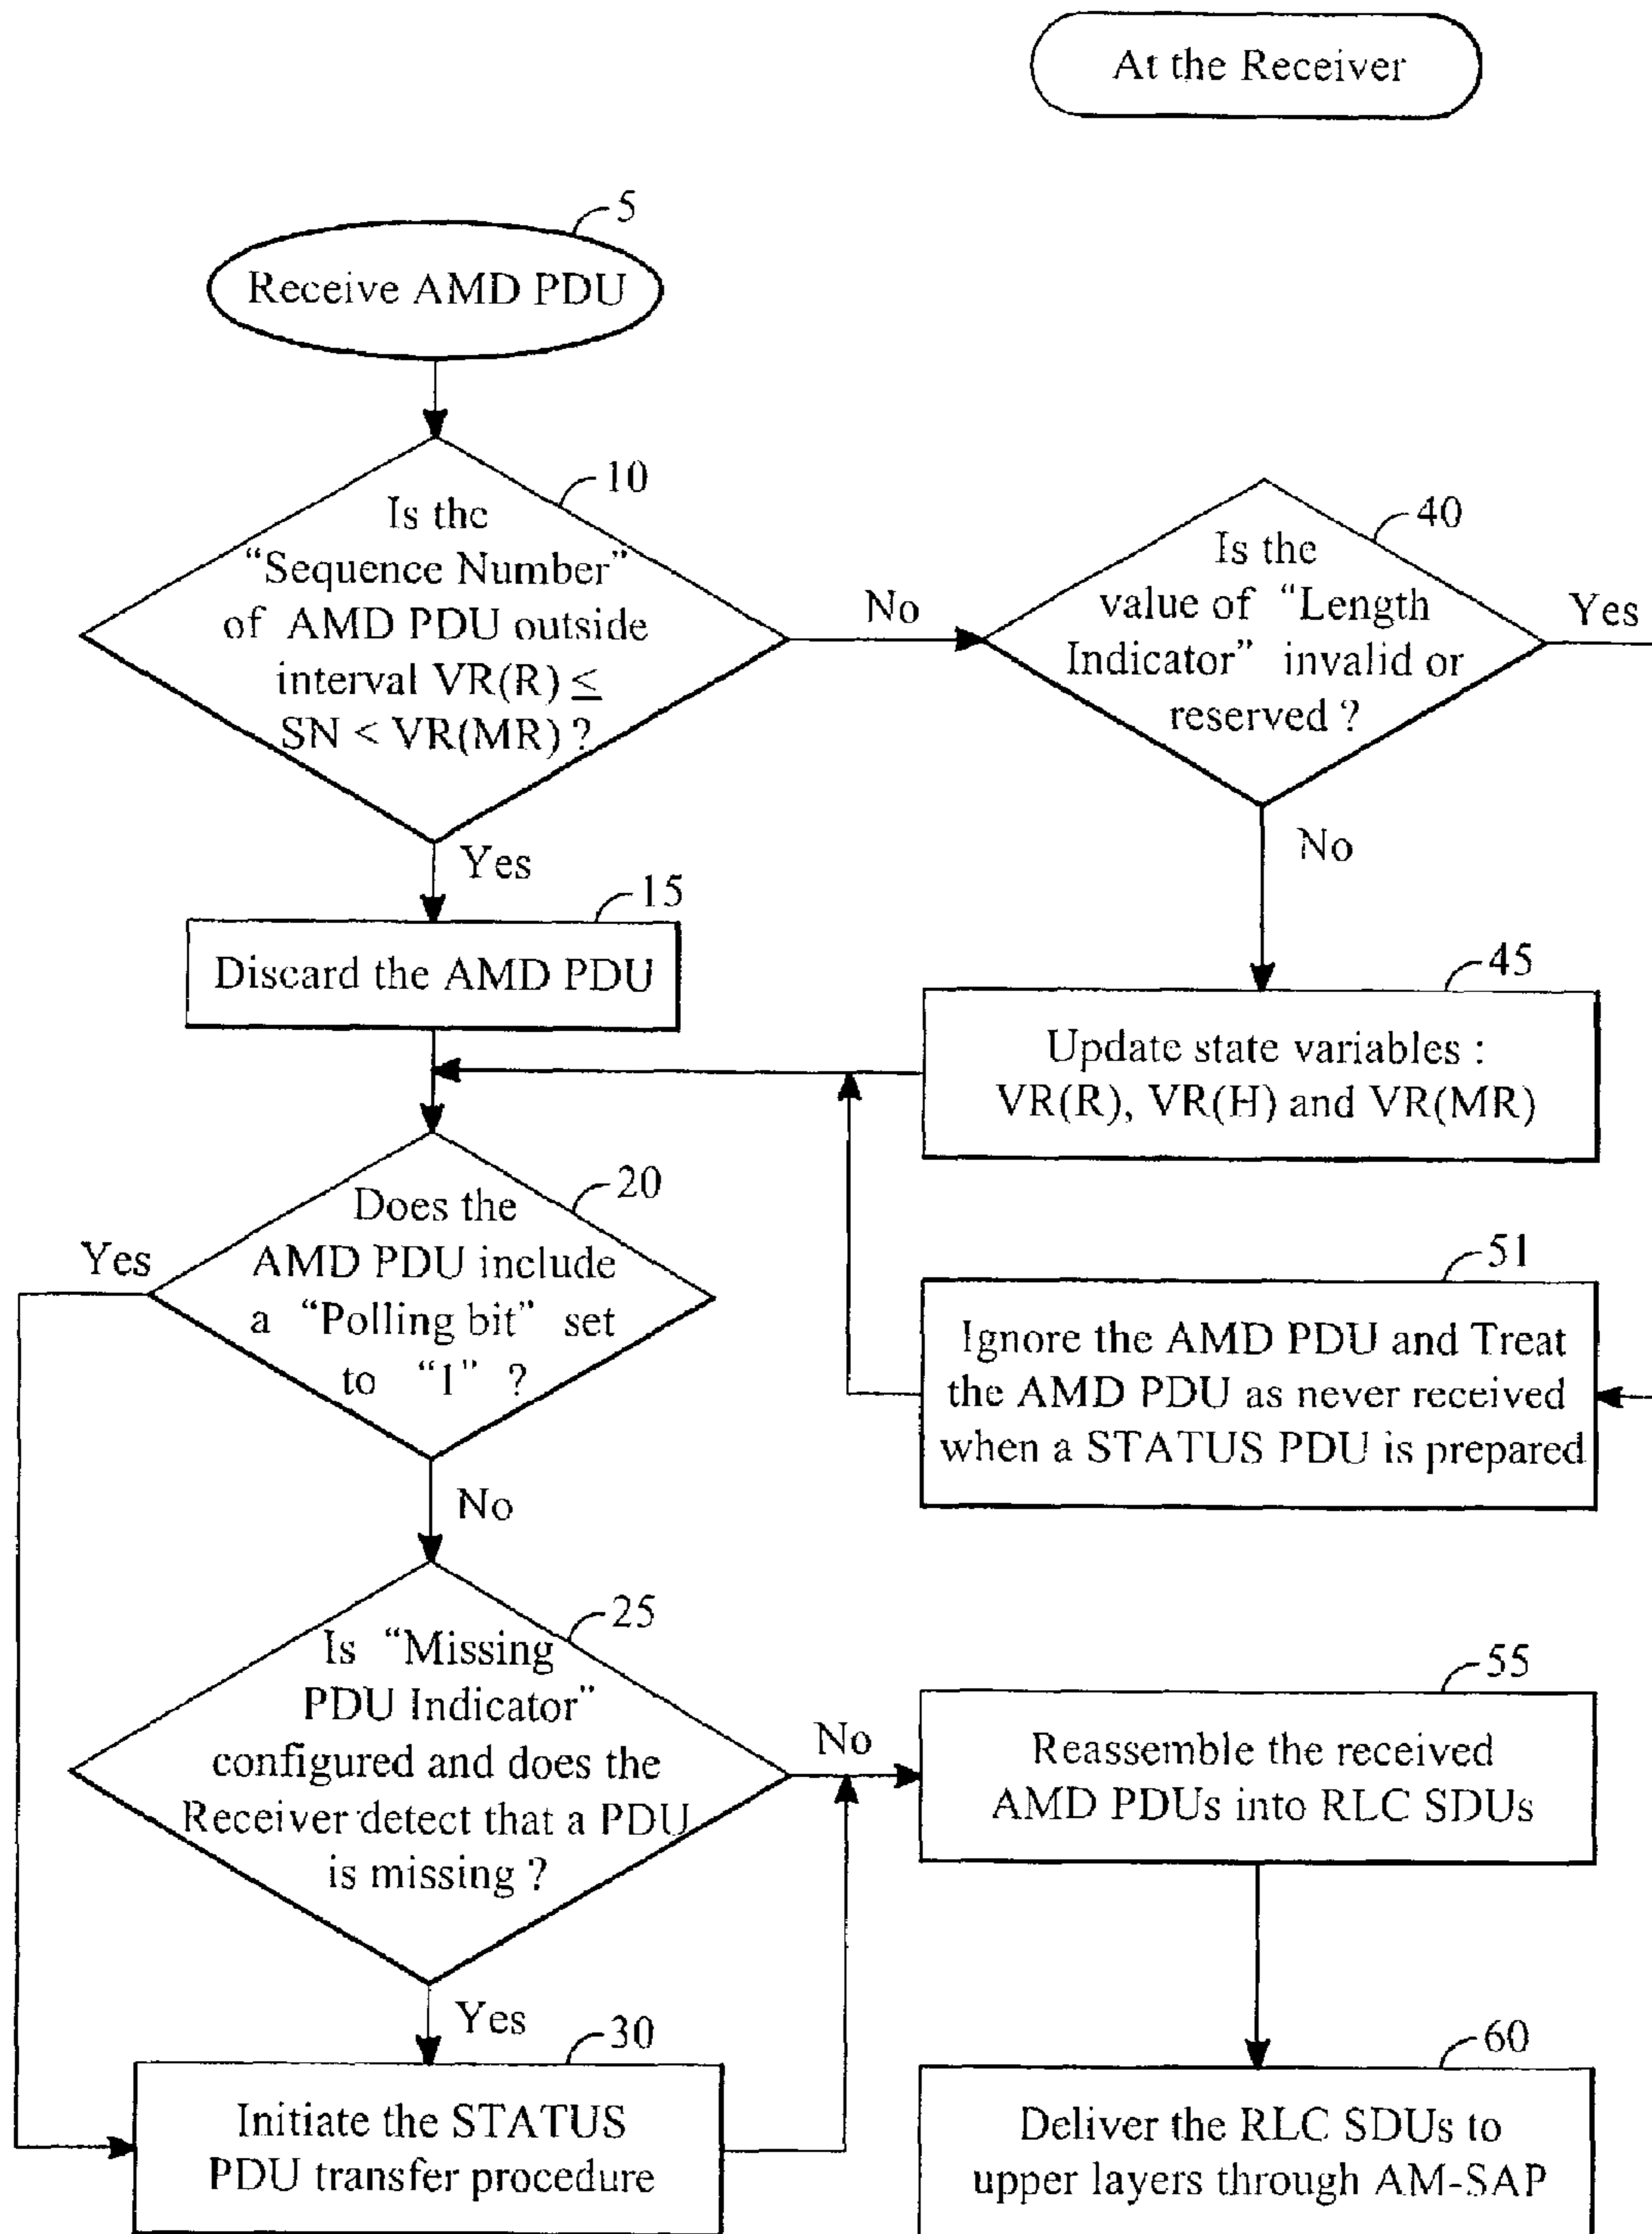 At the Receiver
5
Receive AMD PDU
10
Is the
“Sequence Number”
of AMD PDU outside
interval VR(R) ≤
SN < VR(MR) ?
No
Yes
40
Is the
value of “Length
Indicator” invalid or
reserved ?
Yes
No
15
Discard the AMD PDU
45
Update state variables :
VR(R), VR(H) and VR(MR)
20
Does the
AMD PDU include
a “Polling bit” set
to “1” ?
Yes
No
51
Ignore the AMD PDU and Treat
the AMD PDU as never received
when a STATUS PDU is prepared
25
Is “Missing
PDU Indicator”
configured and does the
Receiver detect that a PDU
is missing ?
No
Yes
55
Reassemble the received
AMD PDUs into RLC SDUs
30
Initiate the STATUS
PDU transfer procedure
60
Deliver the RLC SDUs to
upper layers through AM-SAP